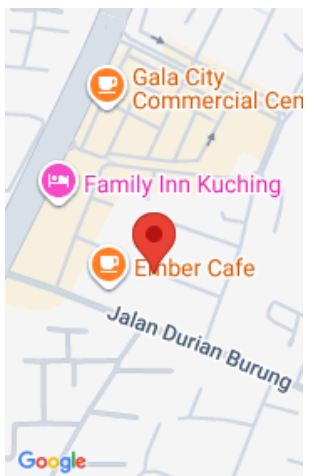 Gala City
Commercial Cen
Family Inn Kuching
Ember Cafe
Jalan Durian Burung
Google